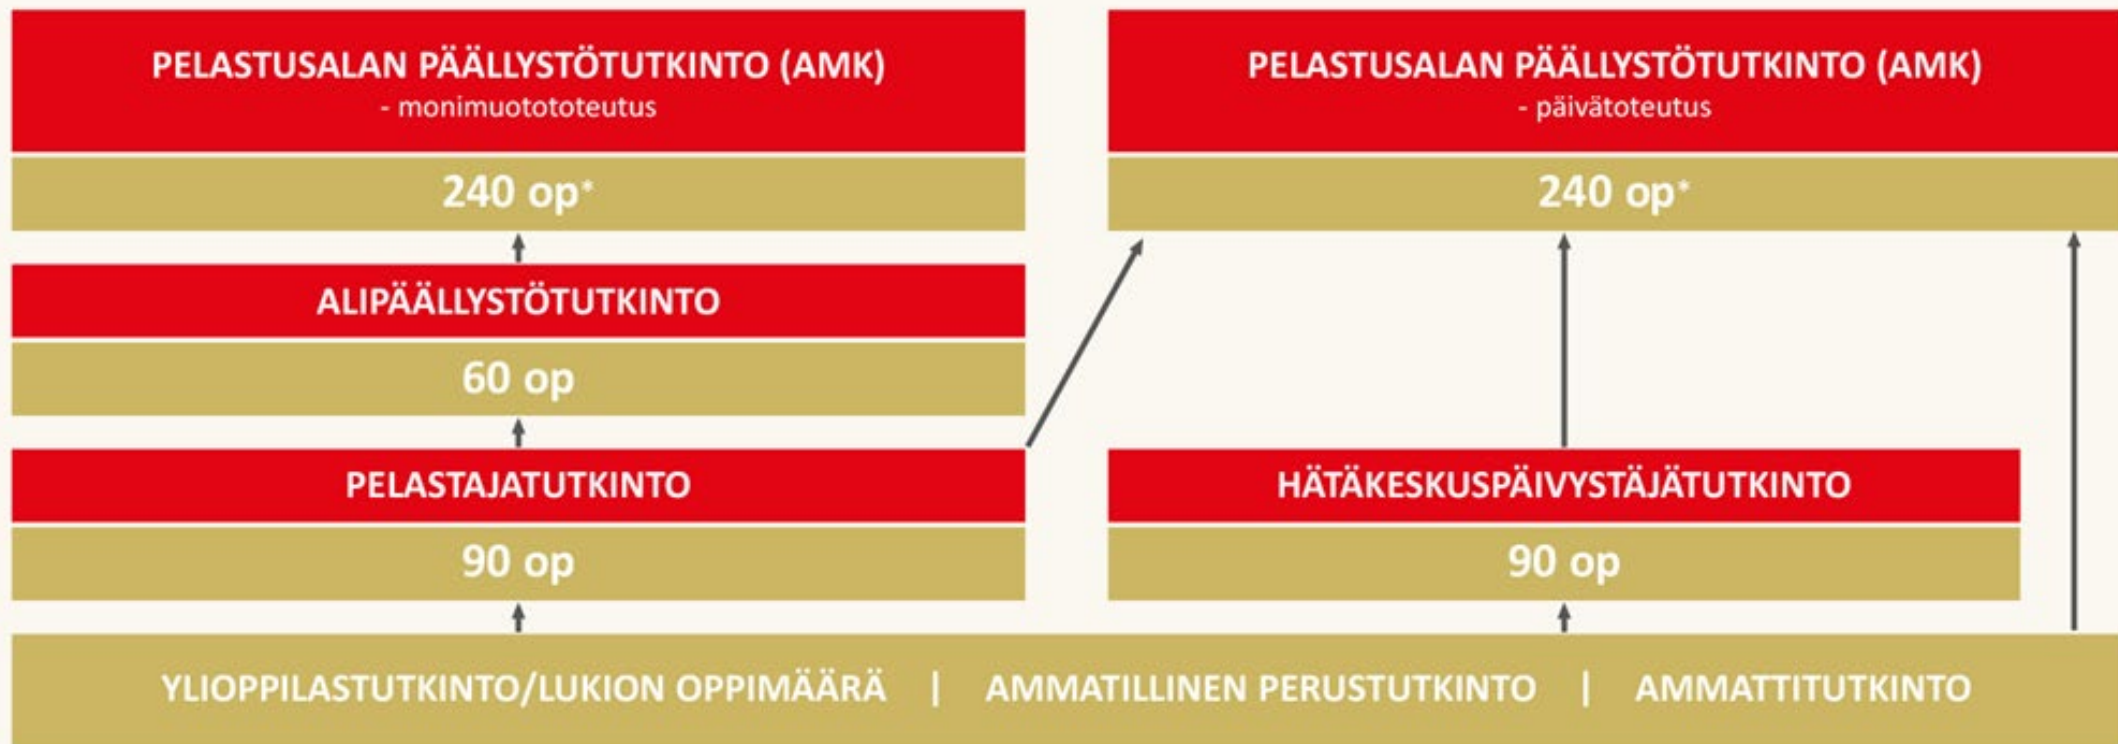 PELASTUSALAN PÄÄLLYSTÖTUTKINTO (AMK)
- monimuotototeutus
240 op*
ALIPÄÄLLYSTÖTUTKINTO
60 op
PELASTAJATUTKINTO
90 op
PELASTUSALAN PÄÄLLYSTÖTUTKINTO (AMK)
- päivätoteutus
240 op*
HÄTÄKESKUSPÄIVYSTÄJÄTUTKINTO
90 op
YLIOPPILASTUTKINTO/LUKION OPPIMÄÄRÄ | AMMATILLINEN PERUSTUTKINTO | AMMATTITUTKINTO